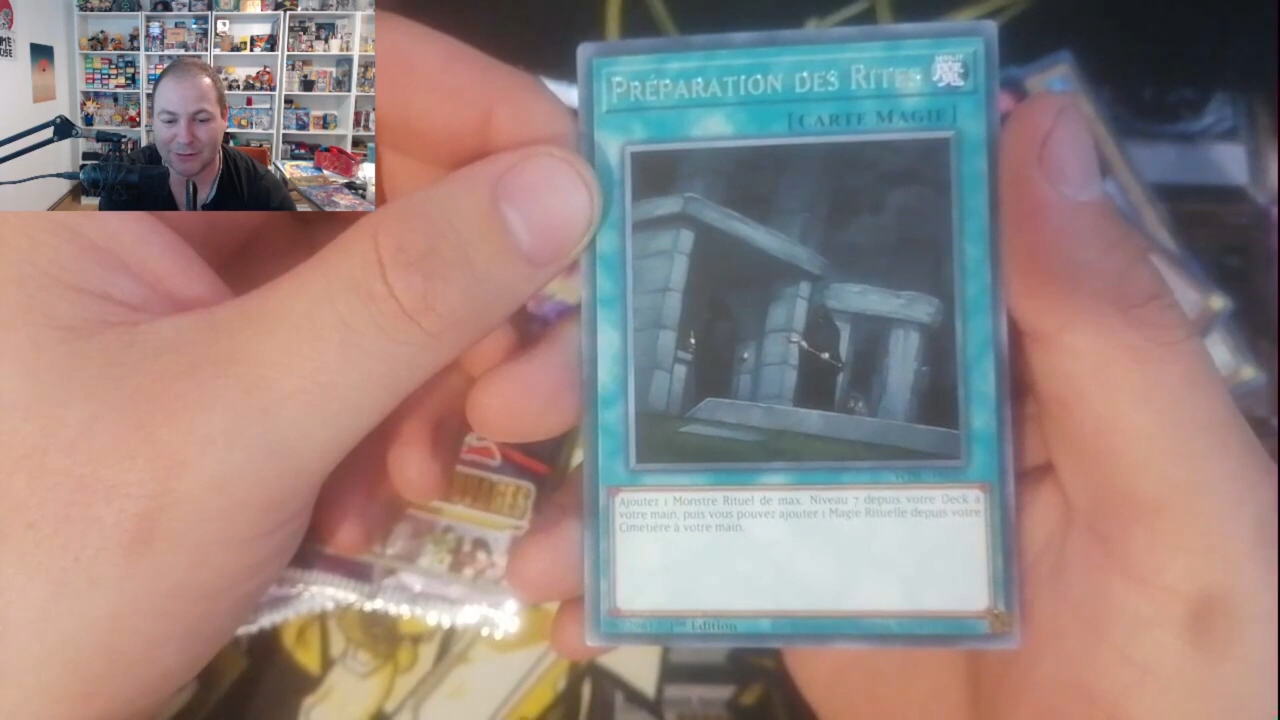 PRÉPARATION DES RITES
[CARTE MAGIE]
Ajoutez 1 Monstre Rituel de max. Niveau 7 depuis votre Deck à
votre main, puis vous pouvez ajouter 1 Magie Rituelle depuis votre
Cimetière à votre main.
1ère Edition